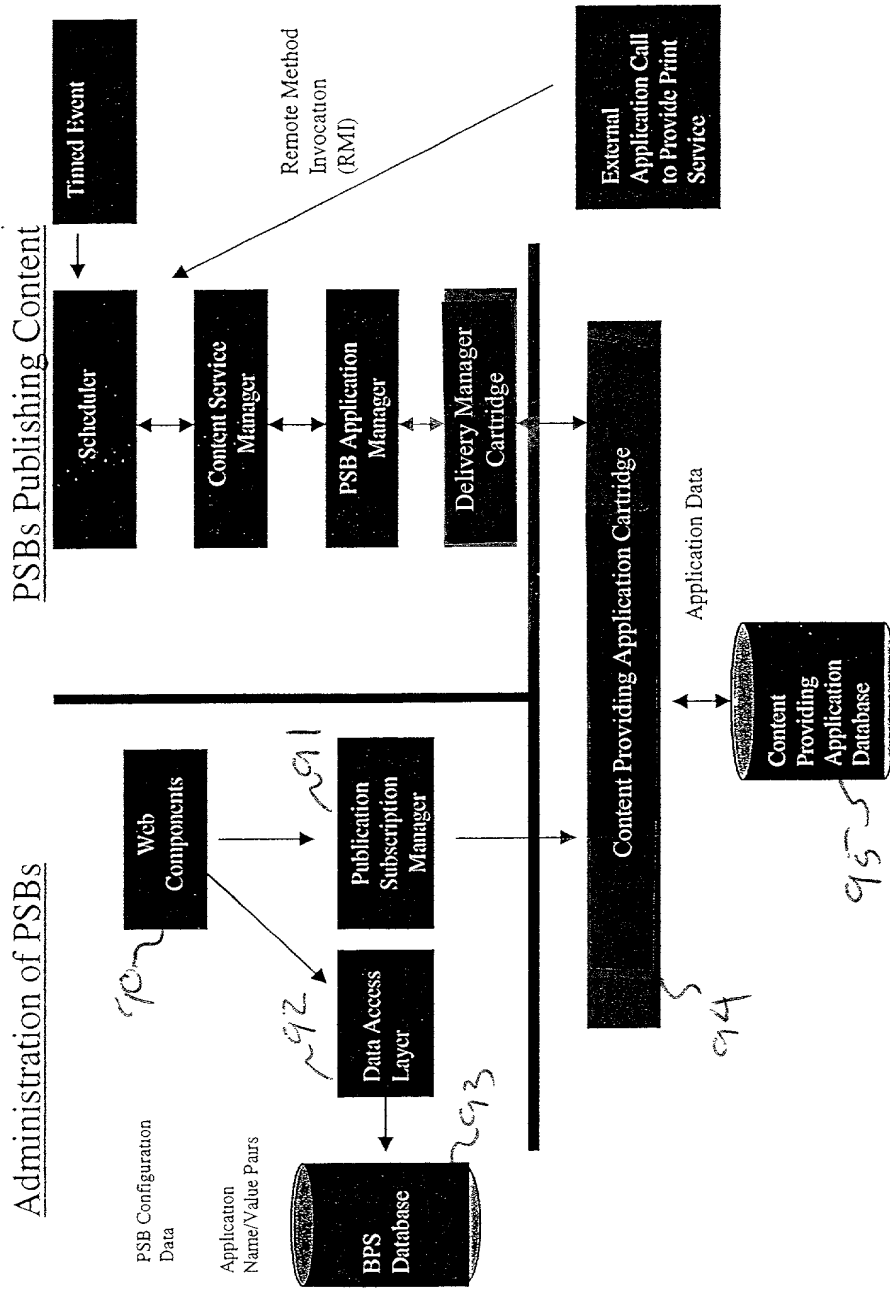 Administration of PSBs
PSBs Publishing Content
PSB Configuration
Data
Application
Name/Value Pairs
90
Web
Components
92
Data Access
Layer
91
Publication
Subscription
Manager
BPS
Database
93
Scheduler
Timed Event
Content Service
Manager
PSB Application
Manager
Delivery Manager
Cartridge
Remote Method
Invocation
(RMI)
External
Application Call
to Provide Print
Service
Content Providing Application Cartridge
94
Application Data
Content
Providing
Application
Database
95